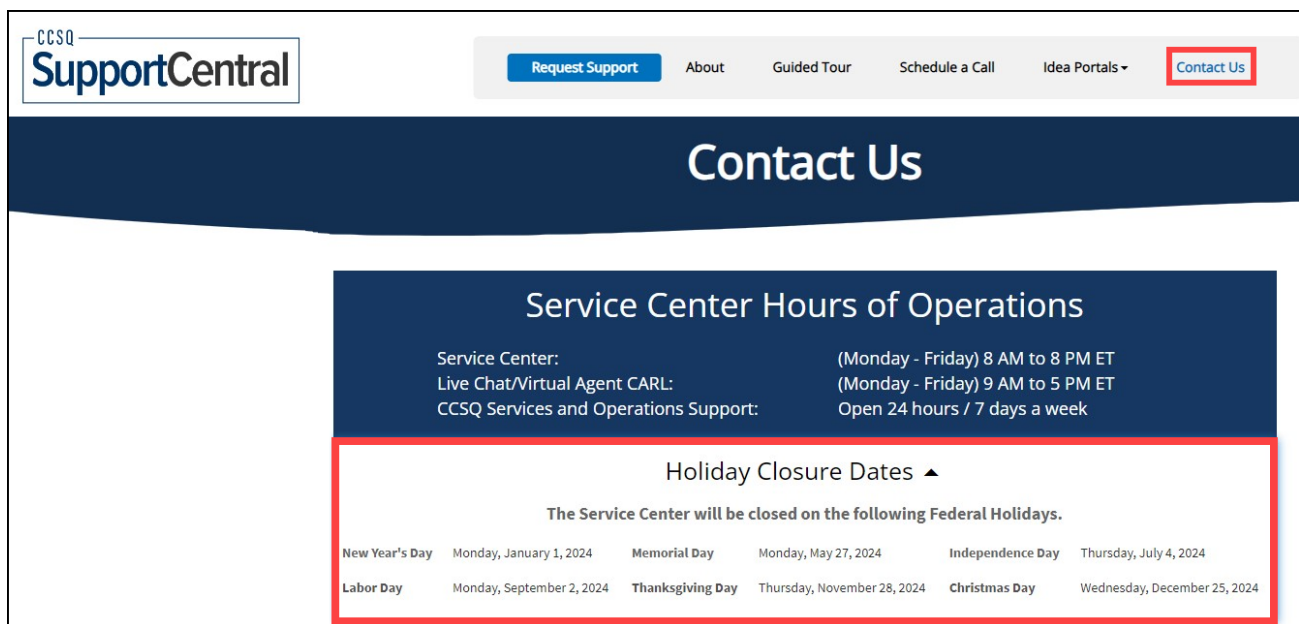 CCSQ
SupportCentral
Request Support About Guided Tour Schedule a Call Idea Portals Contact Us
Contact Us
Service Center Hours of Operations
Service Center: (Monday - Friday) 8 AM to 8 PM ET
Live Chat/Virtual Agent CARL: (Monday - Friday) 9 AM to 5 PM ET
CCSQ Services and Operations Support: Open 24 hours / 7 days a week
Holiday Closure Dates
The Service Center will be closed on the following Federal Holidays.
New Year's Day Monday, January 1, 2024 Memorial Day Monday, May 27, 2024 Independence Day Thursday, July 4, 2024
Labor Day Monday, September 2, 2024 Thanksgiving Day Thursday, November 28, 2024 Christmas Day Wednesday, December 25, 2024